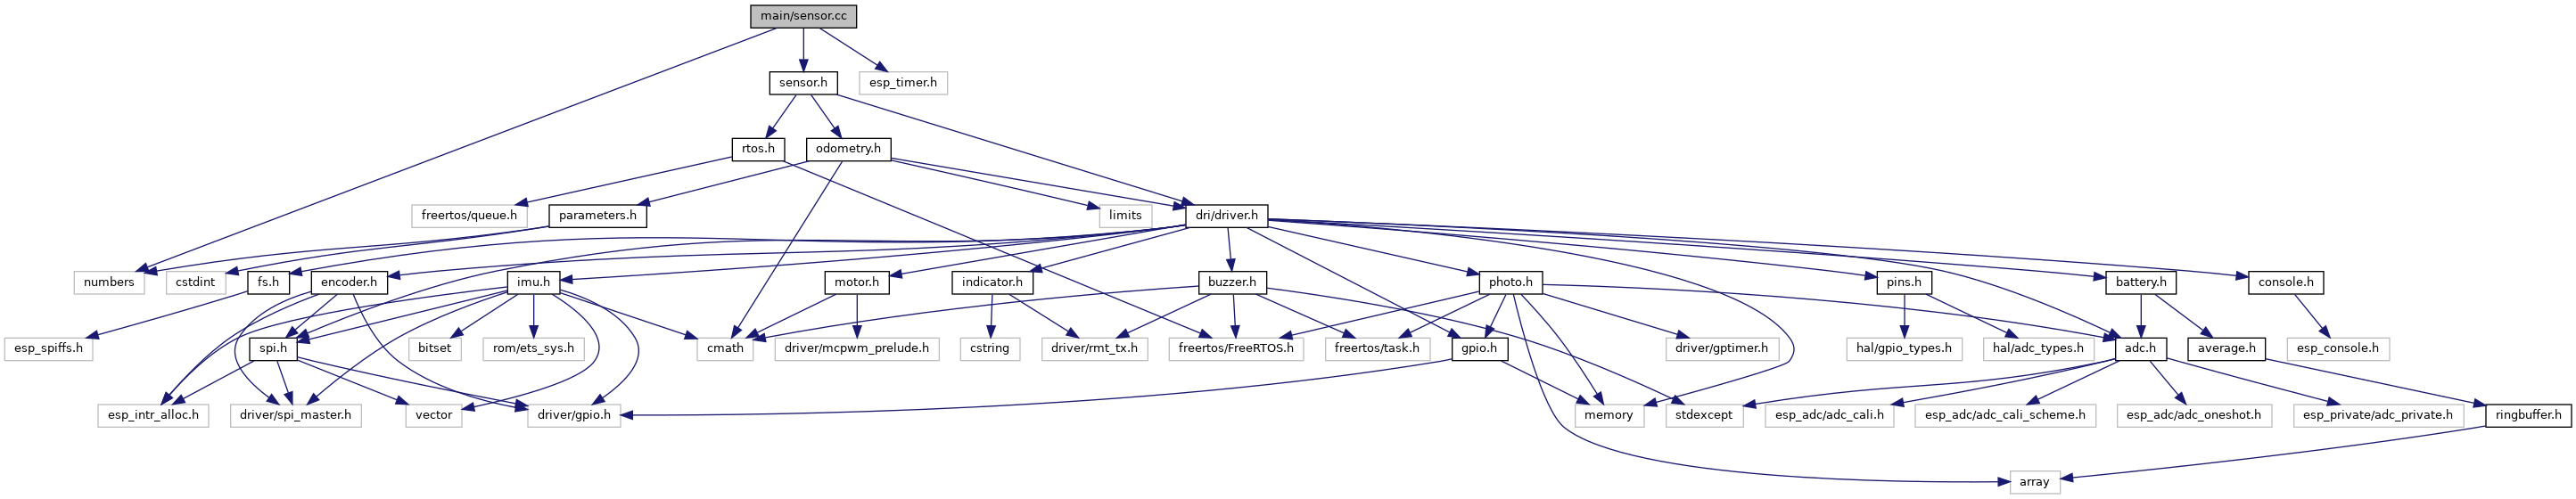 main/sensor.cc
sensor.h
esp_timer.h
rtos.h
odometry.h
freertos/queue.h
parameters.h
limits
dri/driver.h
numbers
cstdint
fs.h
encoder.h
imu.h
motor.h
indicator.h
buzzer.h
photo.h
pins.h
battery.h
console.h
esp_spiffs.h
spi.h
bitset
rom/ets_sys.h
cmath
driver/mcpwm_prelude.h
cstring
driver/rmt_tx.h
freertos/FreeRTOS.h
freertos/task.h
gpio.h
driver/gptimer.h
hal/gpio_types.h
hal/adc_types.h
adc.h
average.h
esp_console.h
esp_intr_alloc.h
driver/spi_master.h
vector
driver/gpio.h
memory
stdexcept
esp_adc/adc_cali.h
esp_adc/adc_cali_scheme.h
esp_adc/adc_oneshot.h
esp_private/adc_private.h
ringbuffer.h
array